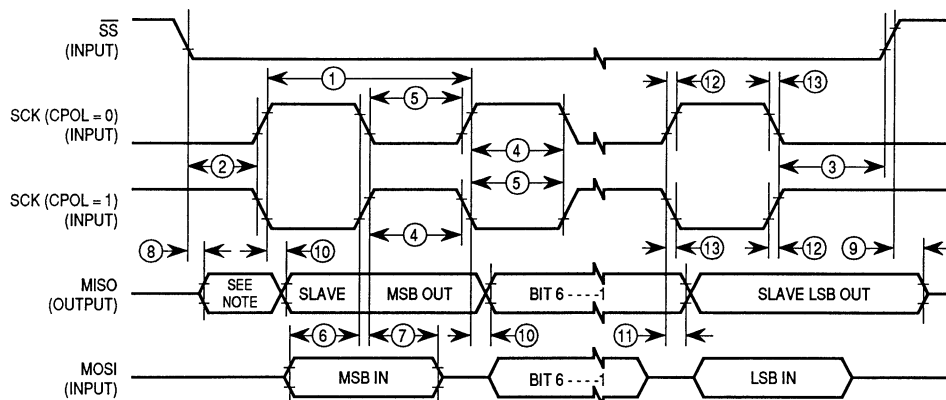 SS
(INPUT)
1
12
13
5
SCK (CPOL = 0)
(INPUT)
4
2
3
5
SCK (CPOL = 1)
(INPUT)
4
13
12
8
10
9
MISO
(OUTPUT)
SEE
NOTE
SLAVE
MSB OUT
BIT 6 - - - - 1
SLAVE LSB OUT
6
7
10
11
MOSI
(INPUT)
MSB IN
BIT 6 - - - - 1
LSB IN